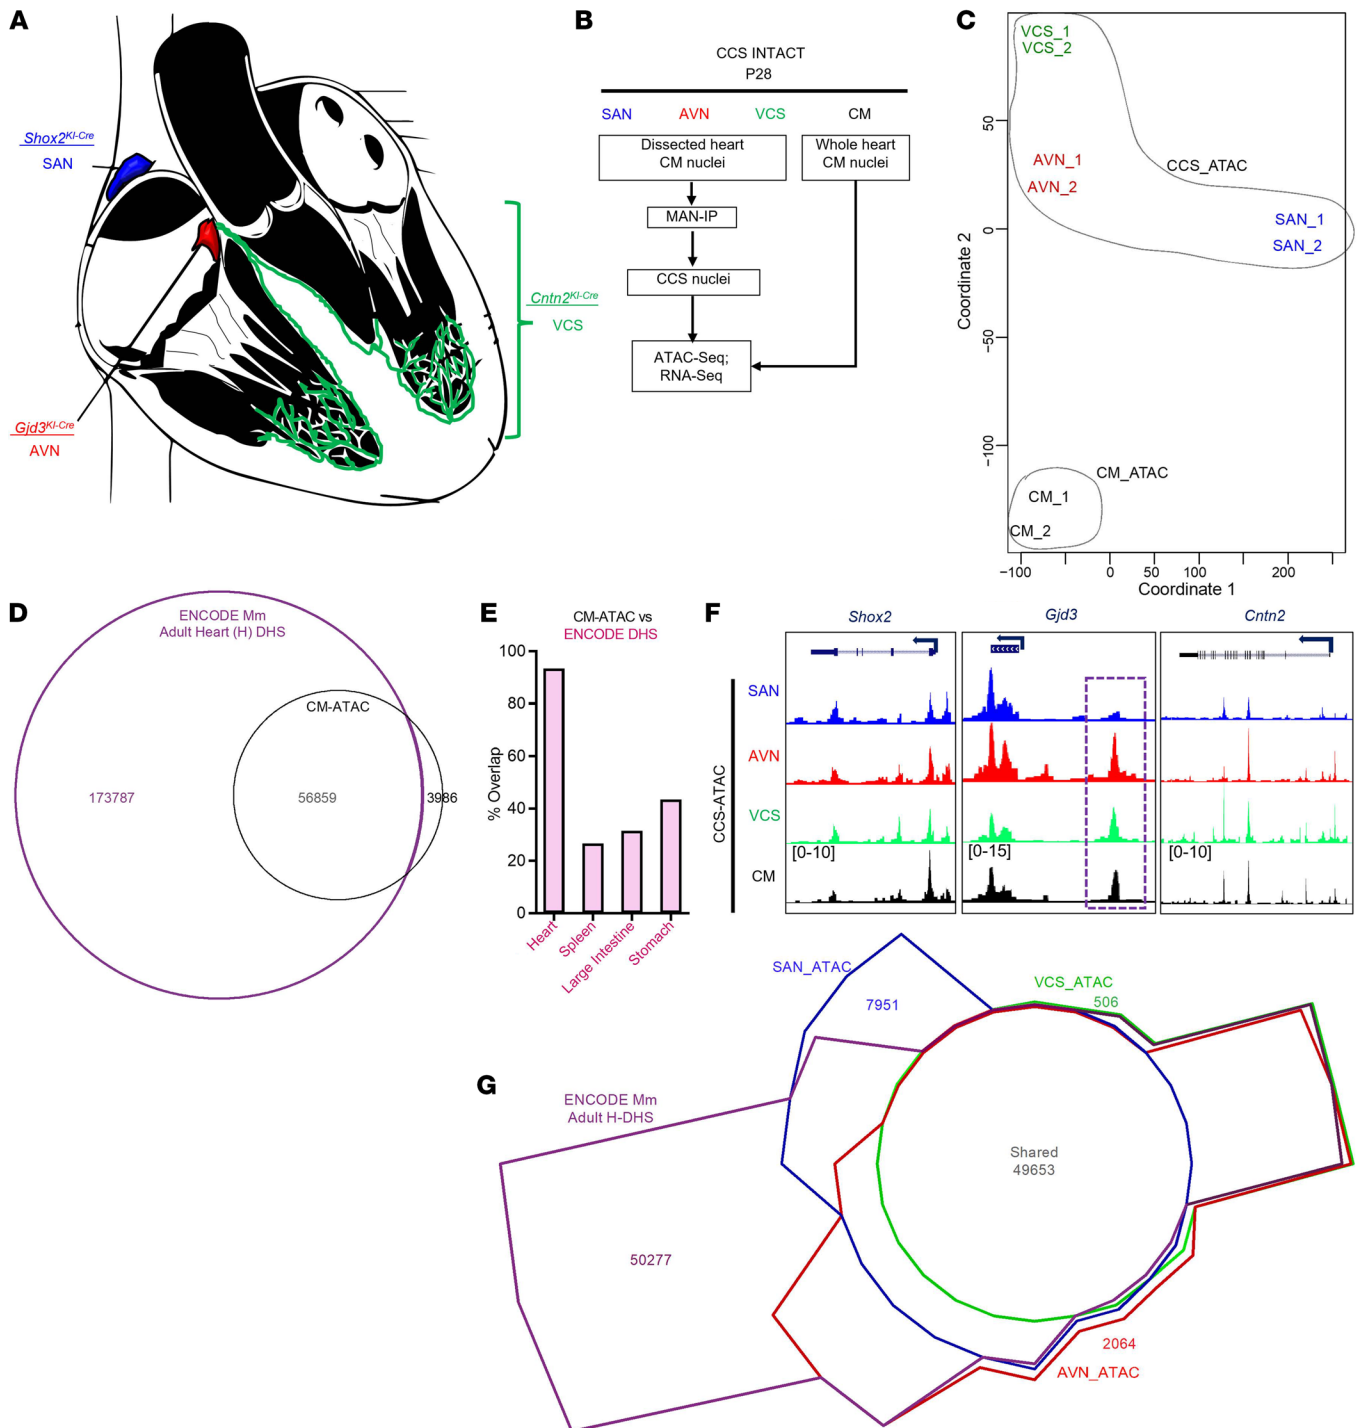 A
Shox2KI-Cre
SAN
Gjd3KI-Cre
AVN
Cntn2KI-Cre
VCS
B
CCS INTACT
P28
SAN AVN VCS CM
Dissected heart
CM nuclei
Whole heart
CM nuclei
MAN-IP
CCS nuclei
ATAC-Seq;
RNA-Seq
C
VCS_1
VCS_2
AVN_1
AVN_2
CCS_ATAC
SAN_1
SAN_2
CM_ATAC
CM_1
CM_2
Coordinate 2
50
0
−50
−100
−100 0 50 100 200
Coordinate 1
D
ENCODE Mm
Adult Heart (H) DHS
CM-ATAC
173787
56859
3986
E
CM-ATAC vs
ENCODE DHS
% Overlap
100
80
60
40
20
0
Heart
Spleen
Large Intestine
Stomach
F
Shox2 Gjd3 Cntn2
CCS-ATAC
SAN
AVN
VCS
[0-10] [0-15] [0-10]
CM
G
SAN_ATAC
7951
VCS_ATAC
506
ENCODE Mm
Adult H-DHS
Shared
49653
50277
2064
AVN_ATAC